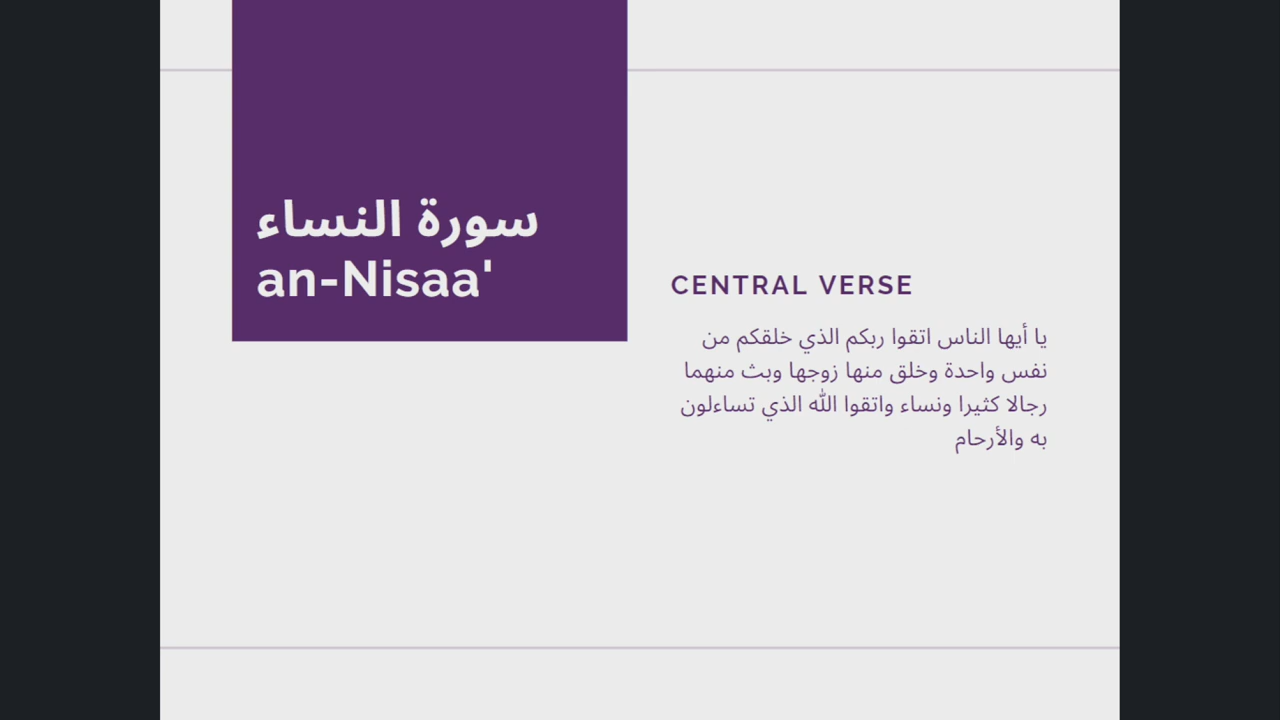 سورة النساء
an-Nisaa'
CENTRAL VERSE
يا أيها الناس اتقوا ربكم الذي خلقكم من
نفس واحدة وخلق منها زوجها وبث منهما
رجالا كثيرا ونساء واتقوا الله الذي تساءلون
به والأرحام